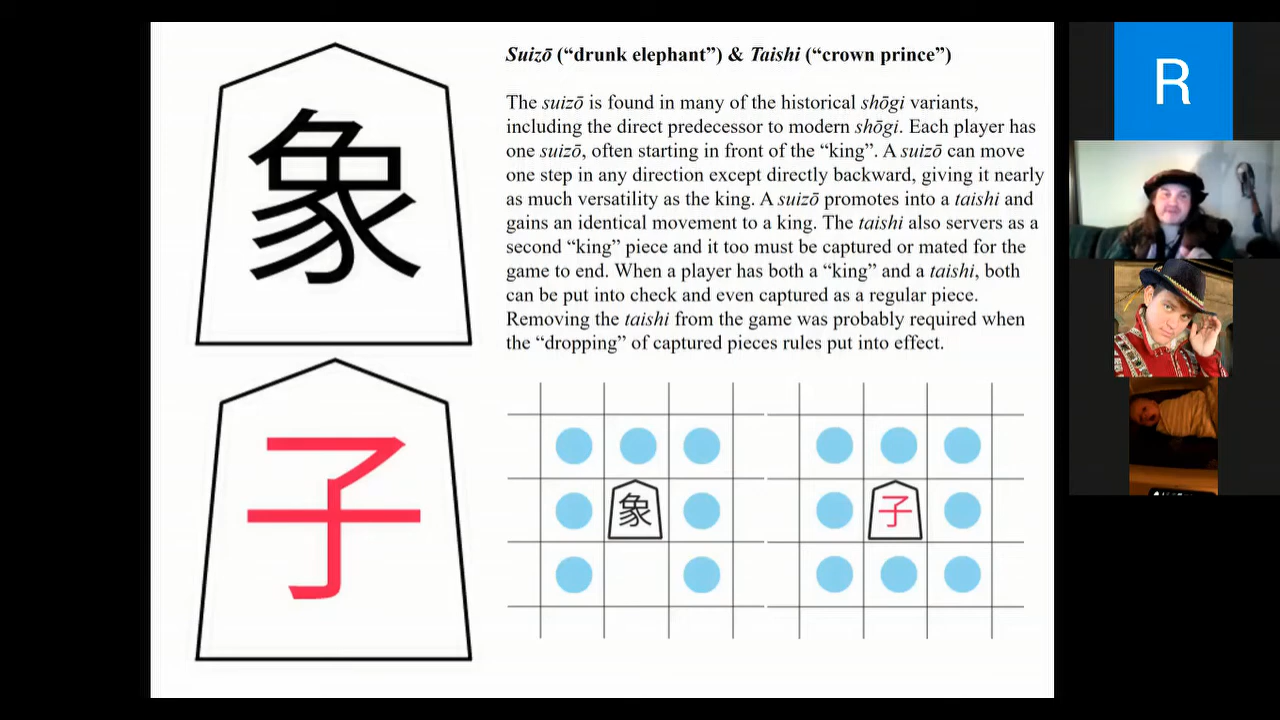 象
子
Suizō (“drunk elephant”) & Taishi (“crown prince”)
The suizō is found in many of the historical shōgi variants,
including the direct predecessor to modern shōgi. Each player has
one suizō, often starting in front of the “king”. A suizō can move
one step in any direction except directly backward, giving it nearly
as much versatility as the king. A suizō promotes into a taishi and
gains an identical movement to a king. The taishi also servers as a
second “king” piece and it too must be captured or mated for the
game to end. When a player has both a “king” and a taishi, both
can be put into check and even captured as a regular piece.
Removing the taishi from the game was probably required when
the “dropping” of captured pieces rules put into effect.
象
子
R